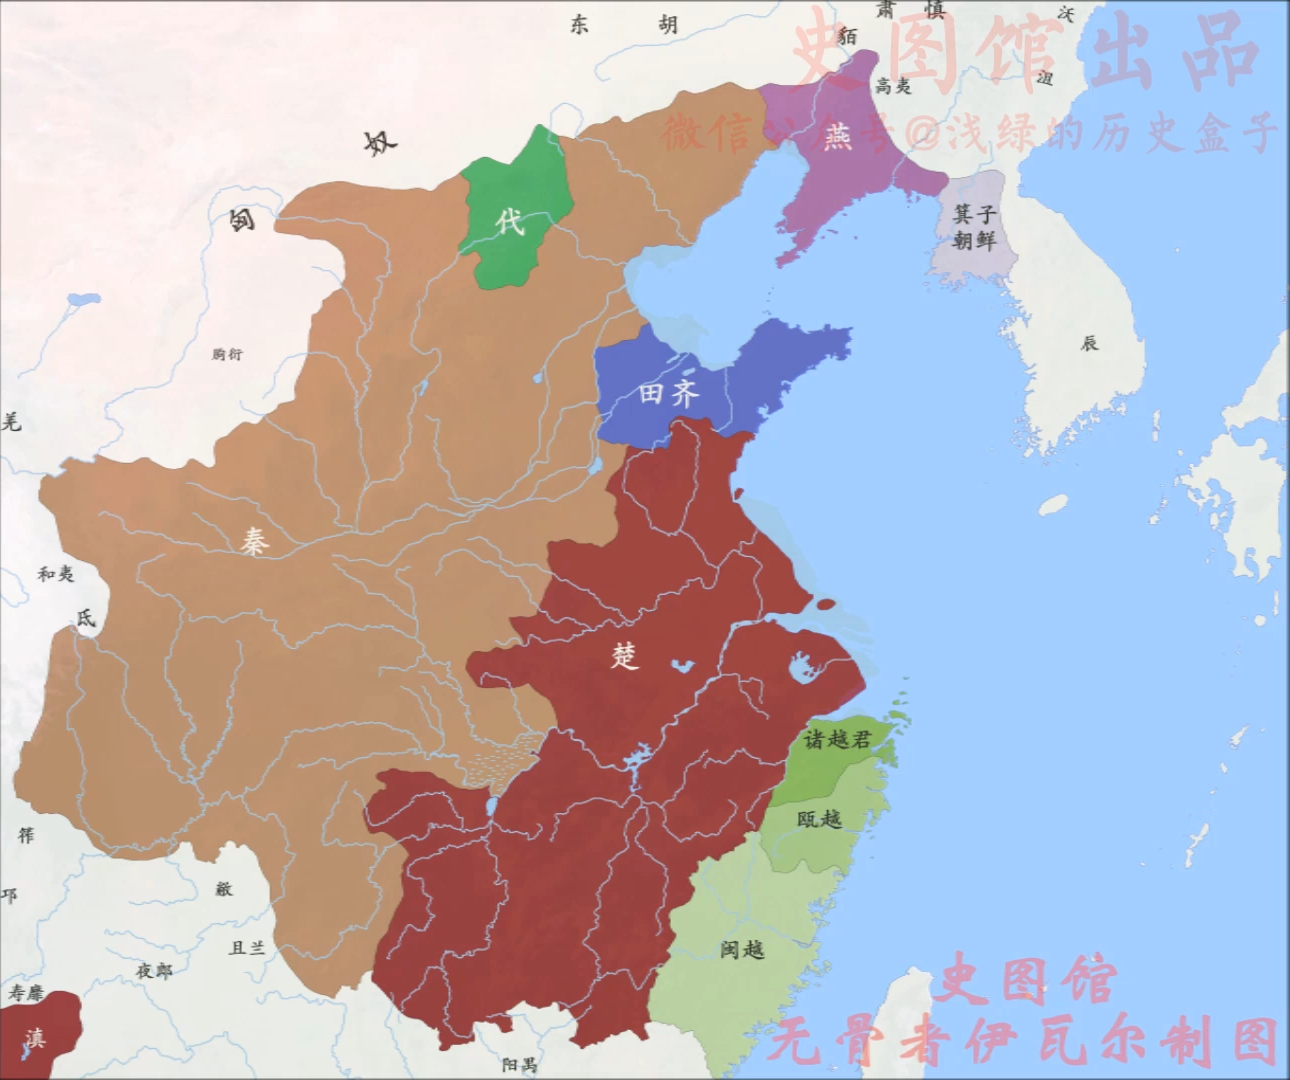 东 胡
肃 慎
沃
沮
貊
高夷
史图馆出品
微信公众号@浅绿的历史盒子
燕
奴
匈
代
箕子
朝鲜
朐衍
辰
羌
田齐
秦
和夷
氐
楚
诸越君
瓯越
筰
邛
敝
且兰
夜郎
闽越
寿靡
滇
阳禺
史图馆
无骨者伊瓦尔制图